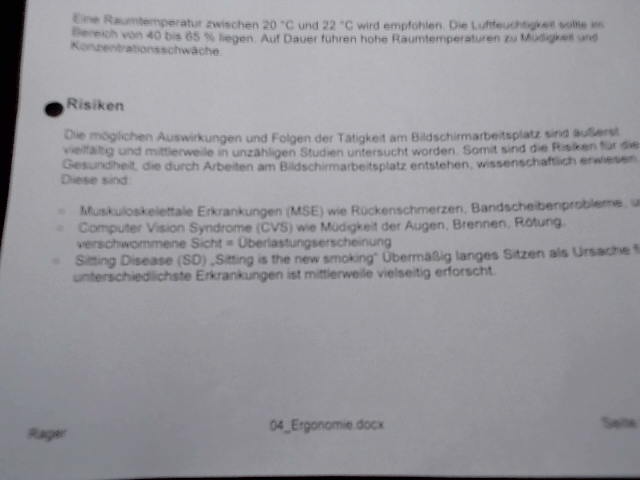 Eine Raumtemperatur zwischen 20 °C und 22 °C wird empfohlen. Die Luftfeuchtigkeit sollte im
Bereich von 40 bis 65 % liegen. Auf Dauer führen hohe Raumtemperaturen zu Müdigkeit und
Konzentrationsschwäche.
Risiken
Die möglichen Auswirkungen und Folgen der Tätigkeit am Bildschirmarbeitsplatz sind äußerst
vielfältig und mittlerweile in unzähligen Studien untersucht worden. Somit sind die Risiken für die
Gesundheit, die durch Arbeiten am Bildschirmarbeitsplatz entstehen, wissenschaftlich erwiesen.
Diese sind:
Muskuloskelettale Erkrankungen (MSE) wie Rückenschmerzen, Bandscheibenprobleme,
Computer Vision Syndrome (CVS) wie Müdigkeit der Augen, Brennen, Rötung,
verschwommene Sicht = Überlastungserscheinung
Sitting Disease (SD) „Sitting is the new smoking“ Übermäßig langes Sitzen als Ursache
unterschiedlichste Erkrankungen ist mittlerweile vielseitig erforscht.
Rager 04_Ergonomie.docx Seite